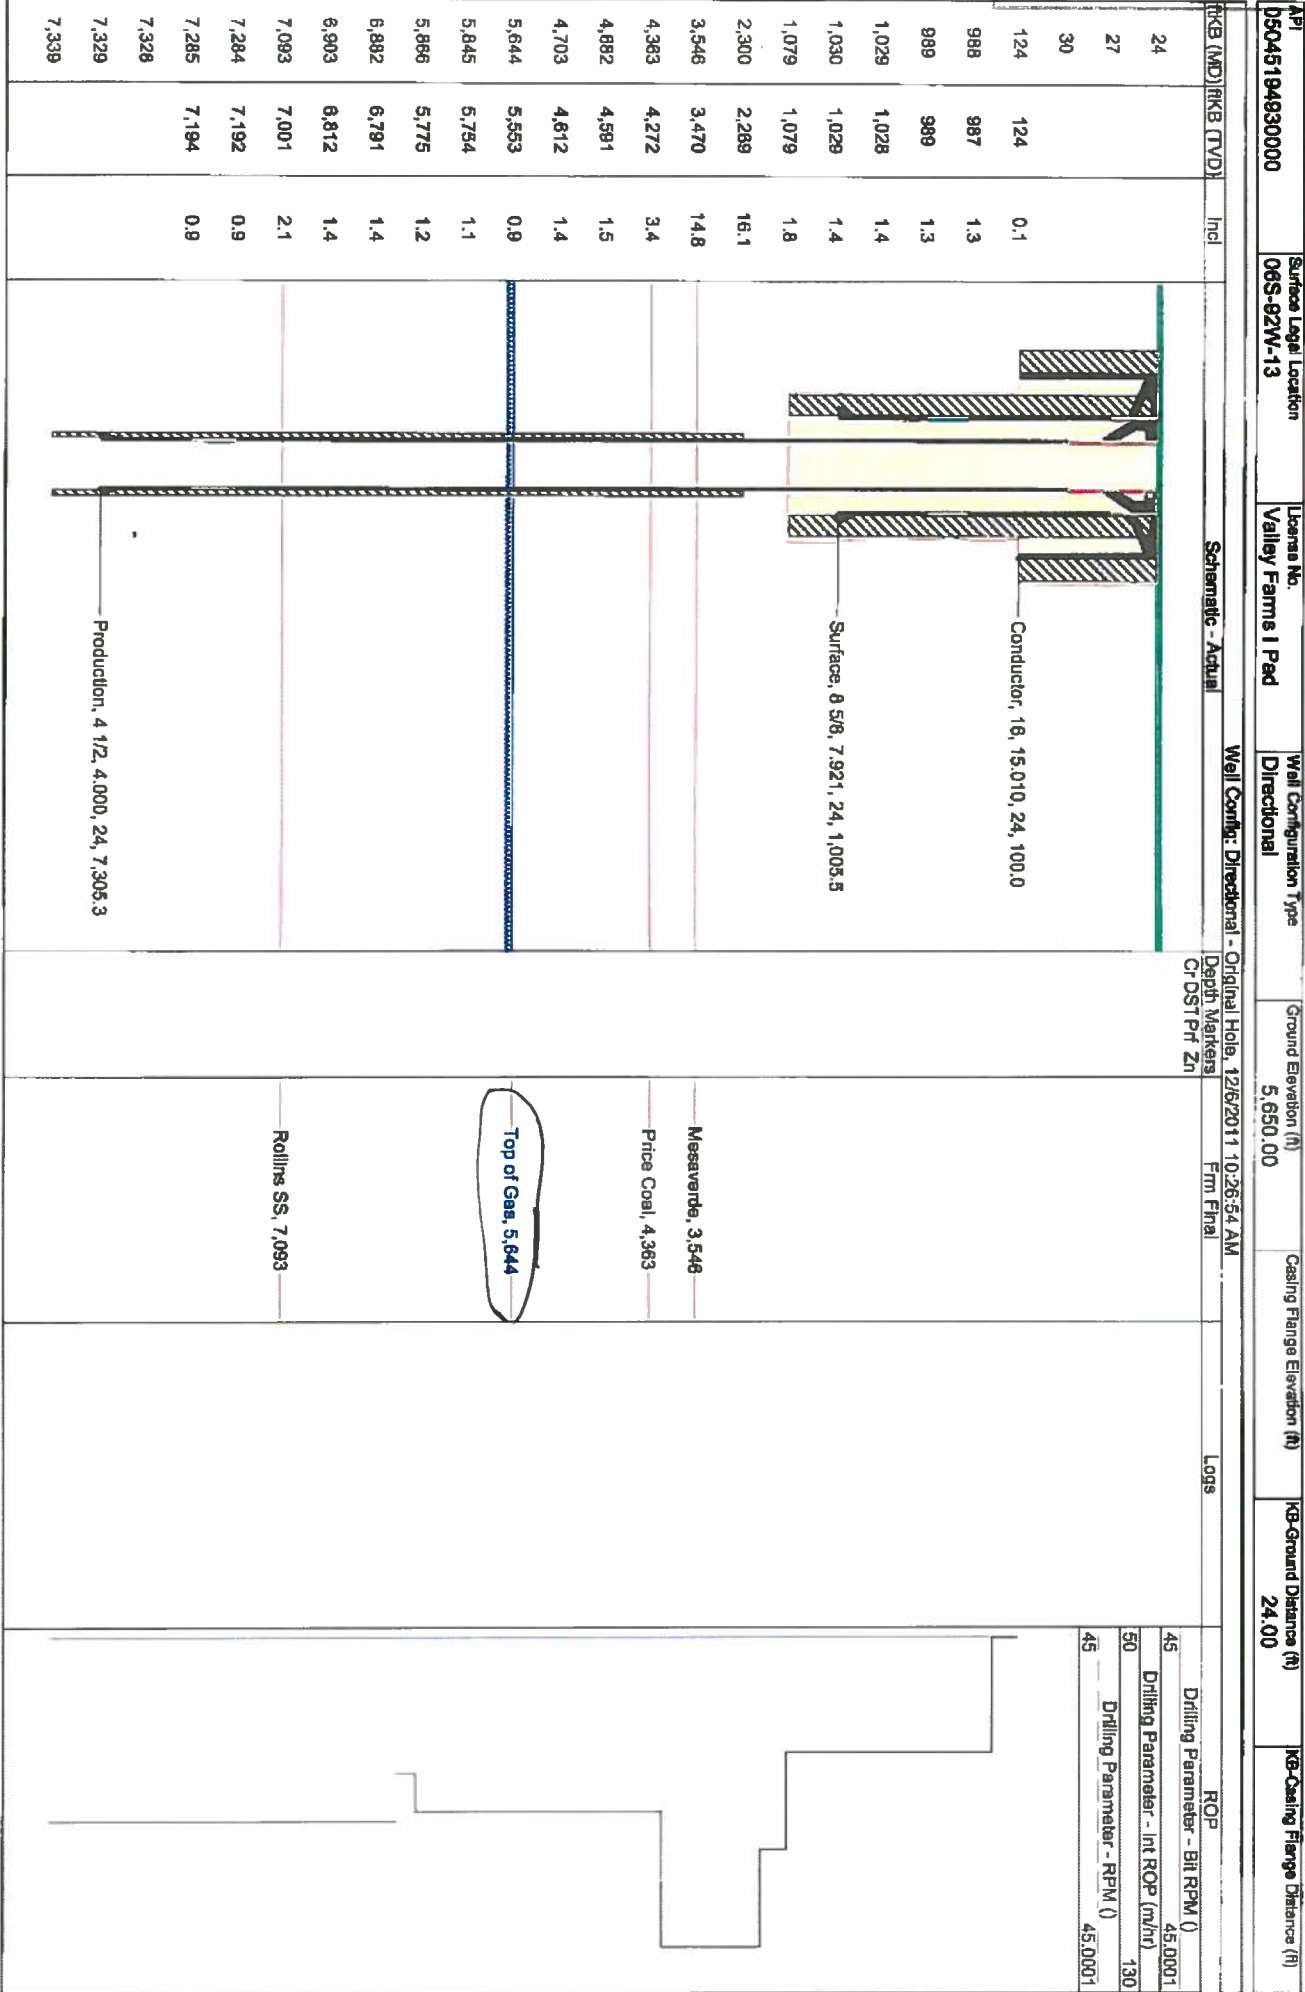 API
05045194930000
Surface Legal Location
06S-92W-13
License No.
Valley Farms I Pad
Well Configuration Type
Directional
Ground Elevation (ft)
5,650.00
Casing Flange Elevation (ft)
KB-Ground Distance (ft)
24.00
KB-Casing Flange Distance (ft)
Well Config: Directional - Original Hole, 12/6/2011 10:26:54 AM
ftKB (MD) ftKB (TVD) Incl Schematic - Actual Depth Markers Frm Final Logs ROP
Cr DST Prf Zn
Drilling Parameter - Bit RPM ()
45 45.0001
Drilling Parameter - Int ROP (m/hr)
50 130
Drilling Parameter - RPM ()
45 45.0001
24
27
30
124 124 0.1
988 987 1.3
989 989 1.3
1,029 1,028 1.4
1,030 1,029 1.4
1,079 1,079 1.8
2,300 2,289 16.1
3,546 3,470 14.8
4,363 4,272 3.4
4,682 4,591 1.5
4,703 4,612 1.4
5,644 5,553 0.9
5,845 5,754 1.1
5,866 5,775 1.2
6,882 6,791 1.4
6,903 6,812 1.4
7,093 7,001 2.1
7,284 7,192 0.9
7,285 7,194 0.9
7,328
7,329
7,339
Conductor, 16, 15.010, 24, 100.0
Surface, 8 5/8, 7.921, 24, 1,005.5
Production, 4 1/2, 4.000, 24, 7,305.3
Mesaverde, 3,546
Price Coal, 4,363
Top of Gas, 5,644
Rollins SS, 7,093